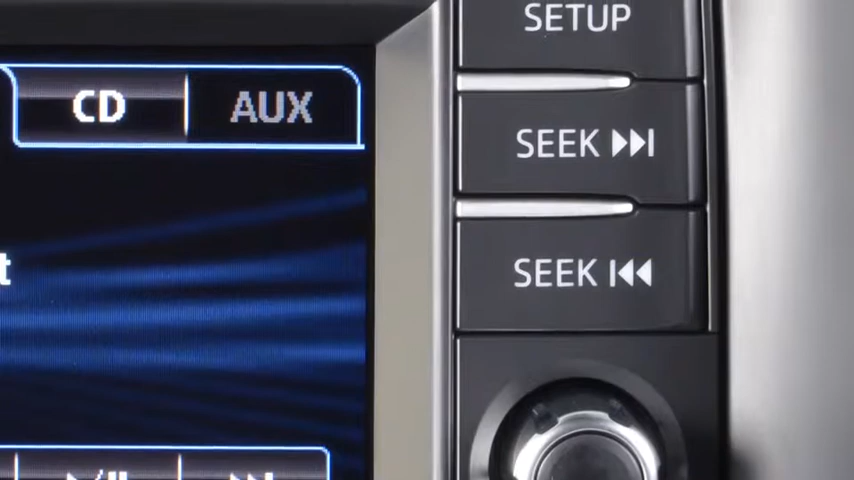 SETUP
CD AUX
SEEK ⏭
SEEK ⏮
t